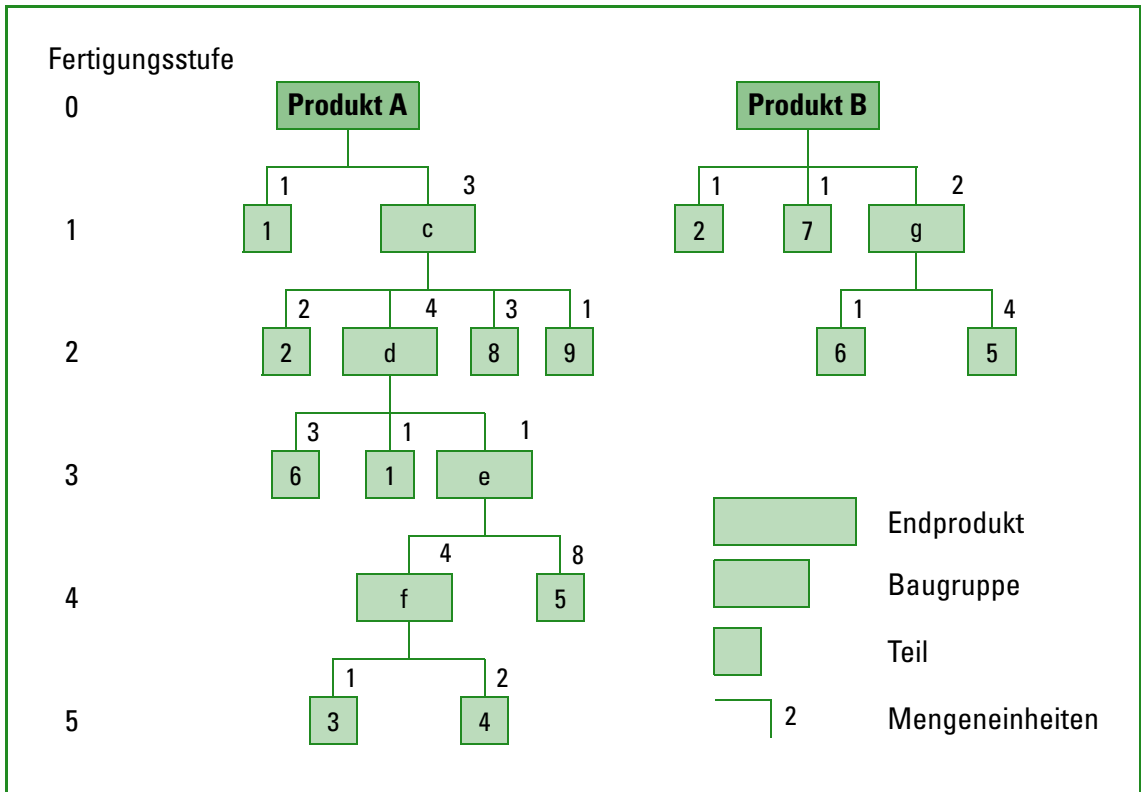 Fertigungsstufe
0 Produkt A Produkt B
1 3 1 1 2
1 1 c 2 7 g
2 4 3 1 1 4
2 2 d 8 9 6 5
3 1 1
3 6 1 e
Endprodukt
4 8
4 f 5 Baugruppe
Teil
1 2
5 3 4 2 Mengeneinheiten